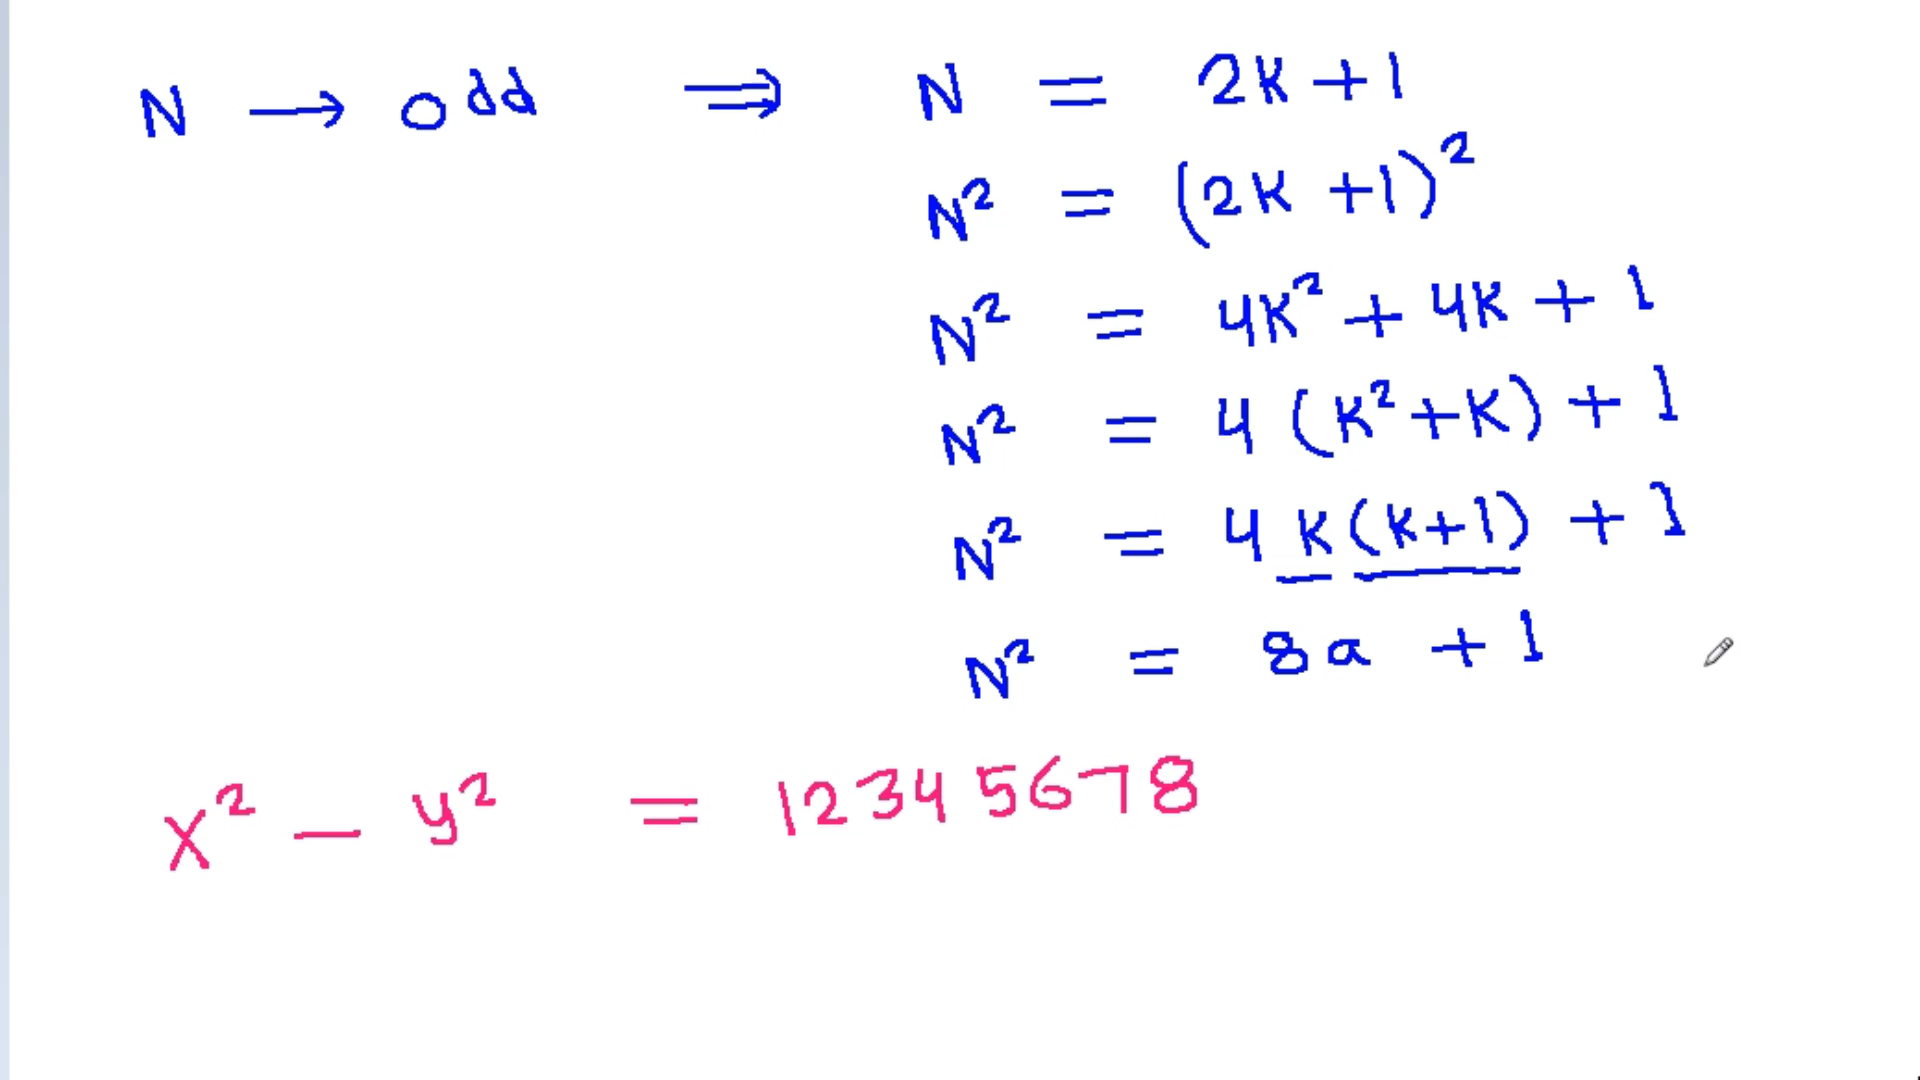 N → odd ⇒ N = 2K + 1
N² = (2K + 1)²
N² = 4K² + 4K + 1
N² = 4 (K² + K) + 1
N² = 4 K (K + 1) + 1
N² = 8a + 1
x² − y² = 12345678